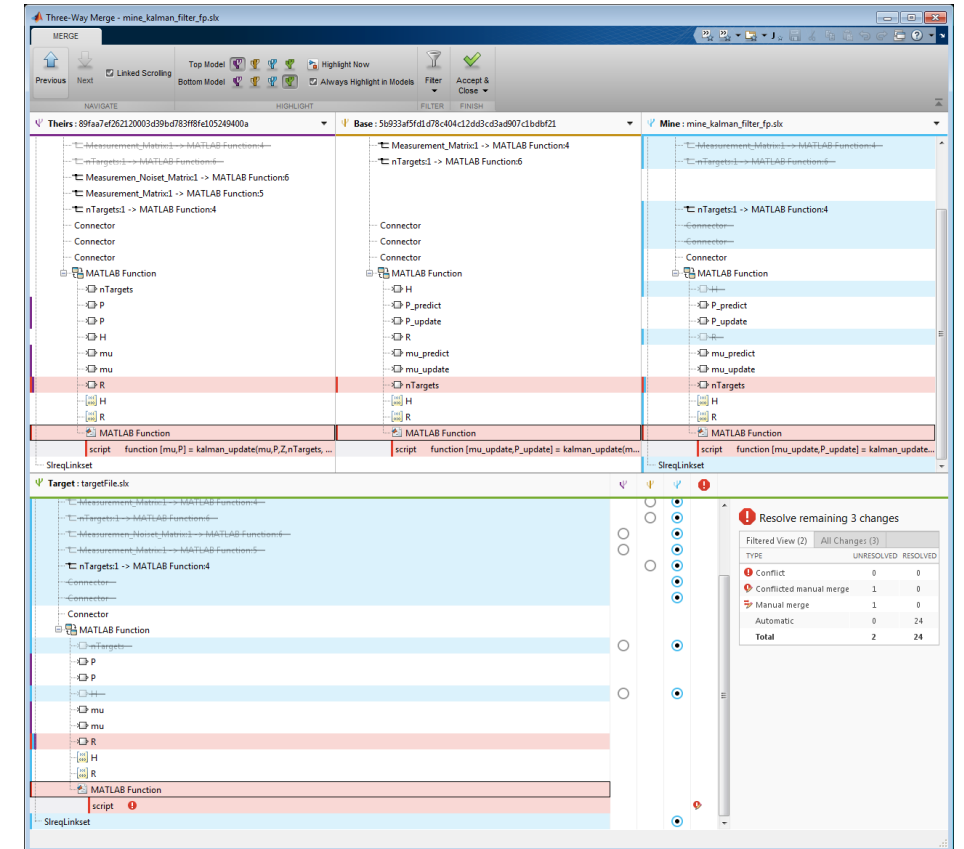 Three-Way Merge - mine_kalman_filter_fp.slx
MERGE
Previous
Next
Linked Scrolling
Top Model
Bottom Model
Highlight Now
Always Highlight in Models
Filter
Accept & Close
NAVIGATE
HIGHLIGHT
FILTER
FINISH
Theirs : 89faa7ef262120003d39bd783ff8fe105249400a
Measurement_Matrix:1 -> MATLAB Function:4
nTargets:1 -> MATLAB Function:6
Measuremen_Noiset_Matrix:1 -> MATLAB Function:6
Measurement_Matrix:1 -> MATLAB Function:5
nTargets:1 -> MATLAB Function:4
Connector
Connector
Connector
MATLAB Function
nTargets
P
P
H
mu
mu
R
H
R
MATLAB Function
script function [mu,P] = kalman_update(mu,P,Z,nTargets, ...
SlreqLinkset
Base : 5b933af5fd1d78c404c12dd3cd3ad907c1bdbf21
Measurement_Matrix:1 -> MATLAB Function:4
nTargets:1 -> MATLAB Function:6
Connector
Connector
Connector
MATLAB Function
H
P_predict
P_update
R
mu_predict
mu_update
nTargets
H
R
MATLAB Function
script function [mu_update,P_update] = kalman_update(m...
Mine : mine_kalman_filter_fp.slx
Measurement_Matrix:1 -> MATLAB Function:4
nTargets:1 -> MATLAB Function:6
nTargets:1 -> MATLAB Function:4
Connector
Connector
Connector
MATLAB Function
H
P_predict
P_update
R
mu_predict
mu_update
nTargets
H
R
MATLAB Function
script function [mu_update,P_update] = kalman_update...
SlreqLinkset
Target : targetFile.slx
Measurement_Matrix:1 -> MATLAB Function:4
nTargets:1 -> MATLAB Function:6
Measuremen_Noiset_Matrix:1 -> MATLAB Function:6
Measurement_Matrix:1 -> MATLAB Function:5
nTargets:1 -> MATLAB Function:4
Connector
Connector
Connector
MATLAB Function
nTargets
P
P
H
mu
mu
R
H
R
MATLAB Function
script
SlreqLinkset
Resolve remaining 3 changes
Filtered View (2) All Changes (3)
TYPE UNRESOLVED RESOLVED
Conflict 0 0
Conflicted manual merge 1 0
Manual merge 1 0
Automatic 0 24
Total 2 24